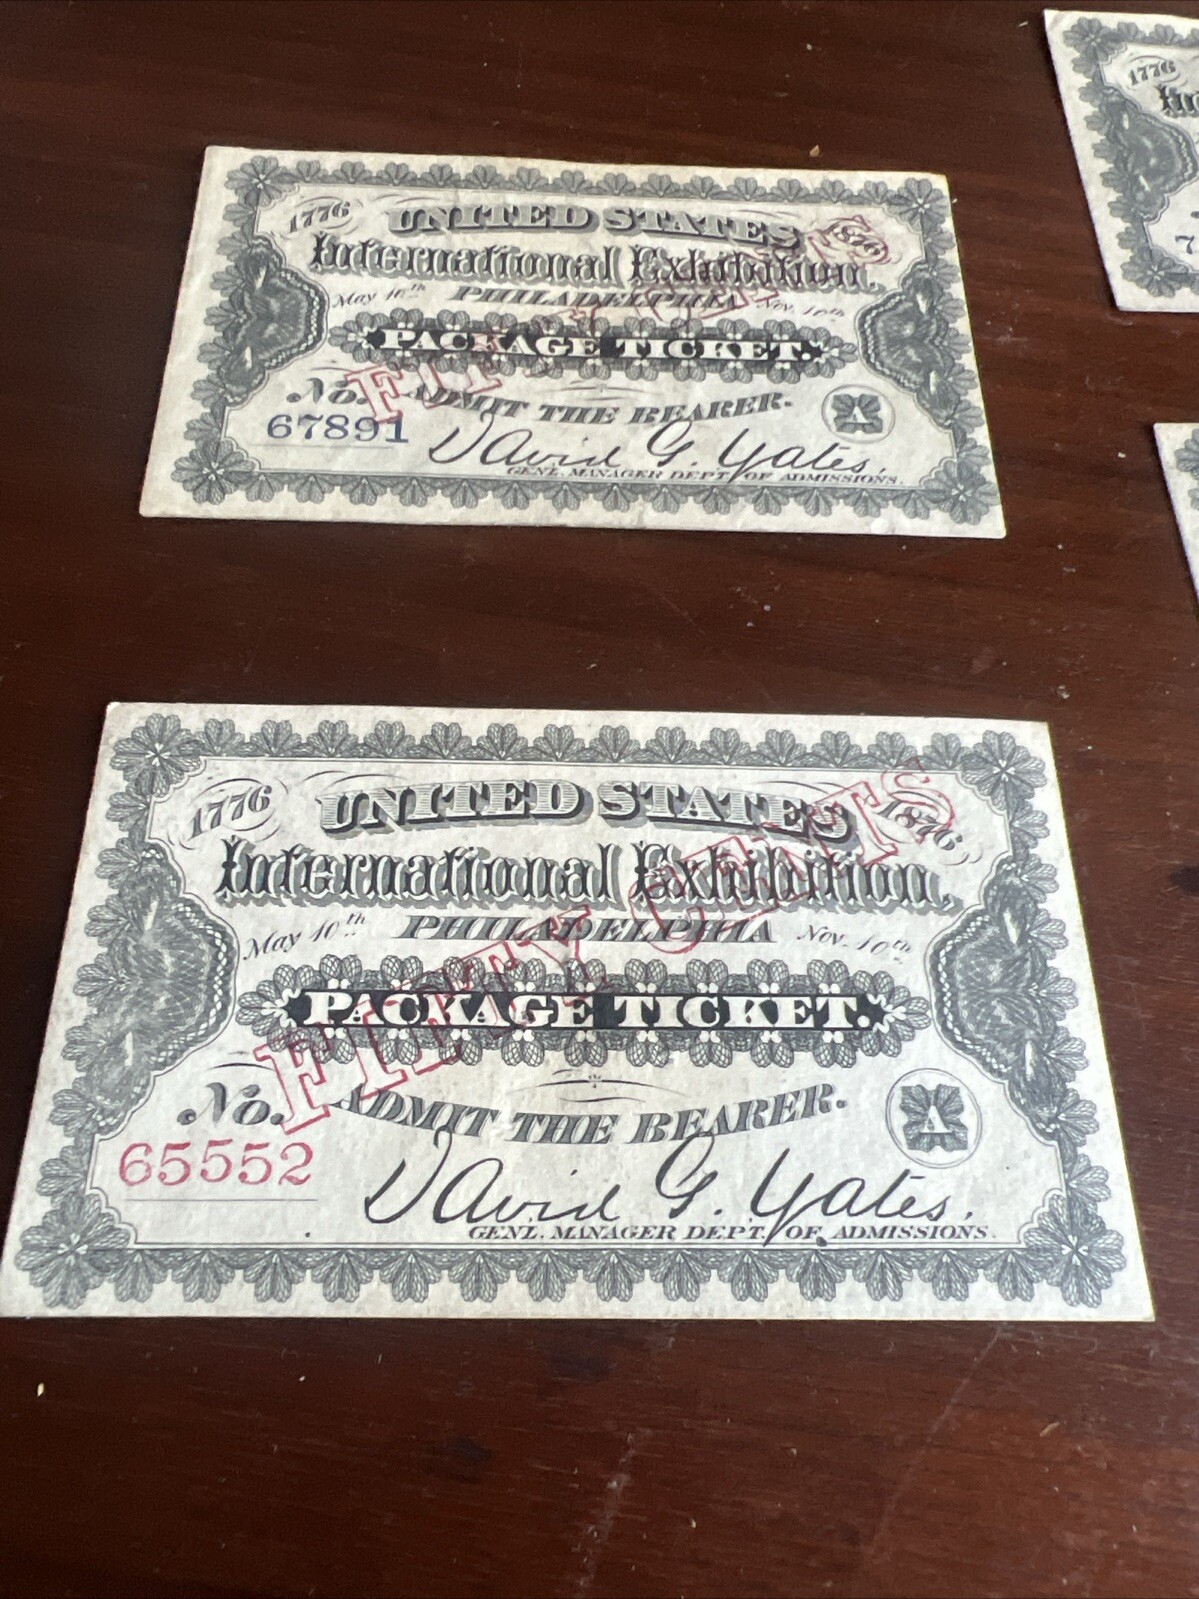 1776
UNITED STATES
1876
International Exhibition.
May 10th PHILADELPHIA Nov. 10th
PACKAGE TICKET.
No. ADMIT THE BEARER.
A
67891
David G. Yates,
GENL. MANAGER DEPT. OF ADMISSIONS.
FIFTY CENTS
1776
7
1776
UNITED STATES
1876
International Exhibition.
May 10th PHILADELPHIA Nov. 10th
PACKAGE TICKET.
No. ADMIT THE BEARER.
A
65552
David G. Yates,
GENL. MANAGER DEPT. OF ADMISSIONS.
FIFTY CENTS